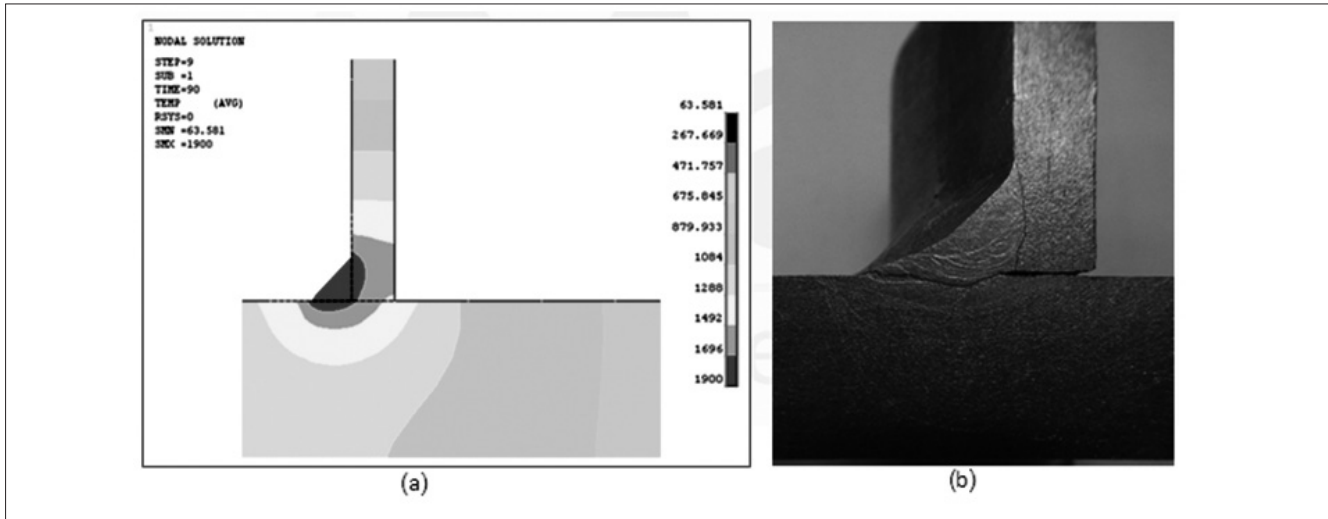 1
NODAL SOLUTION
STEP=9
SUB =1
TIME=90
TEMP (AVG)
RSYS=0
SMN =63.581
SMX =1900
63.581
267.669
471.757
675.845
879.933
1084
1288
1492
1696
1900
(a)
(b)